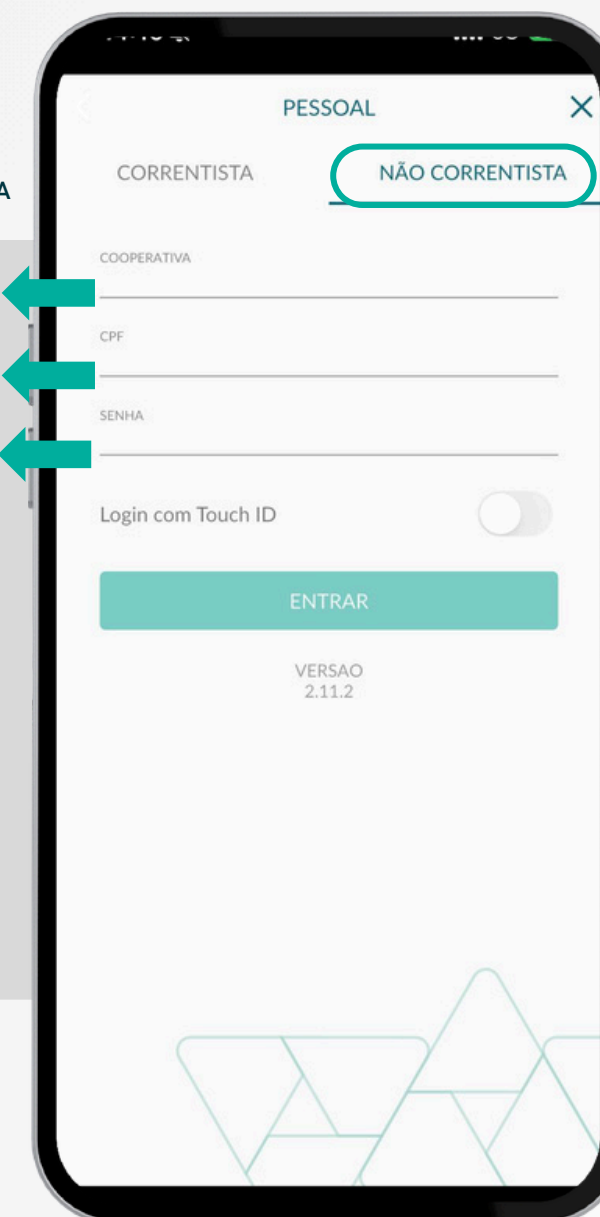 PESSOAL
CORRENTISTA
NÃO CORRENTISTA
A
COOPERATIVA
CPF
SENHA
Login com Touch ID
ENTRAR
VERSAO
2.11.2